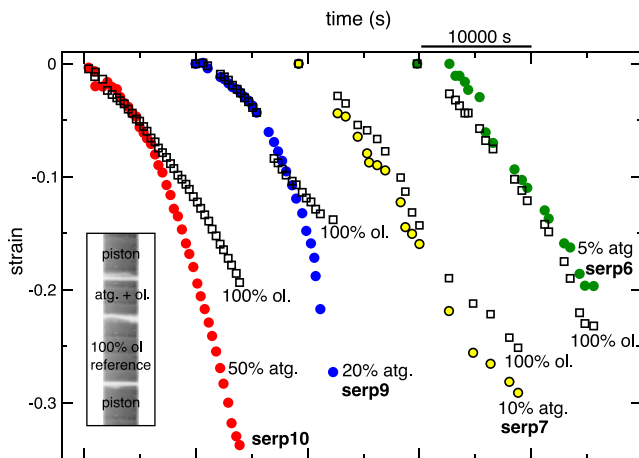 time (s)
10000 s
0
-0.1
-0.2
-0.3
strain
piston
atg. + ol.
100% ol
reference
piston
100% ol.
50% atg.
serp10
100% ol.
20% atg.
serp9
100% ol.
10% atg.
serp7
5% atg
serp6
100% ol.